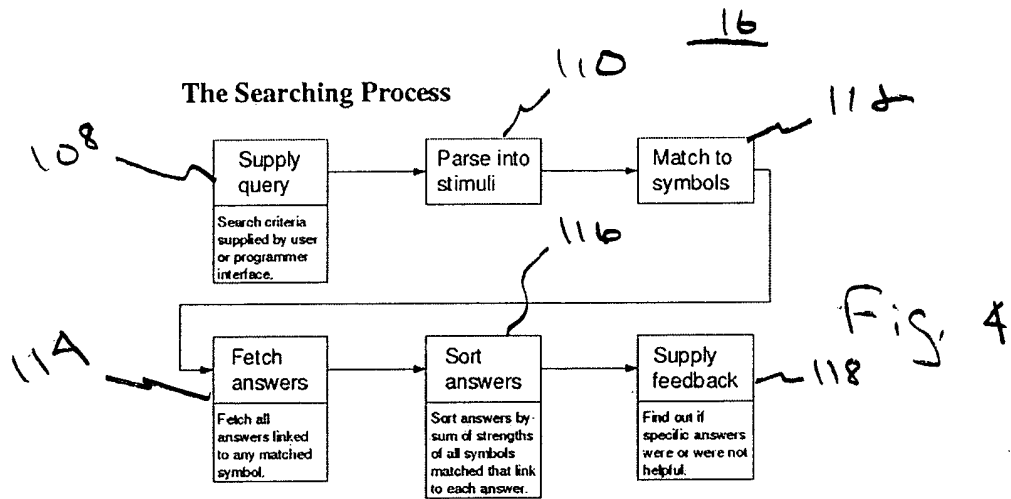 16
The Searching Process
110
112
108
Supply
query
Search criteria
supplied by user
or programmer
interface.
Parse into
stimuli
Match to
symbols
116
Fig. 4
114
Fetch
answers
Fetch all
answers linked
to any matched
symbol.
Sort
answers
Sort answers by
sum of strengths
of all symbols
matched that link
to each answer.
Supply
feedback
Find out if
specific answers
were or were not
helpful.
118